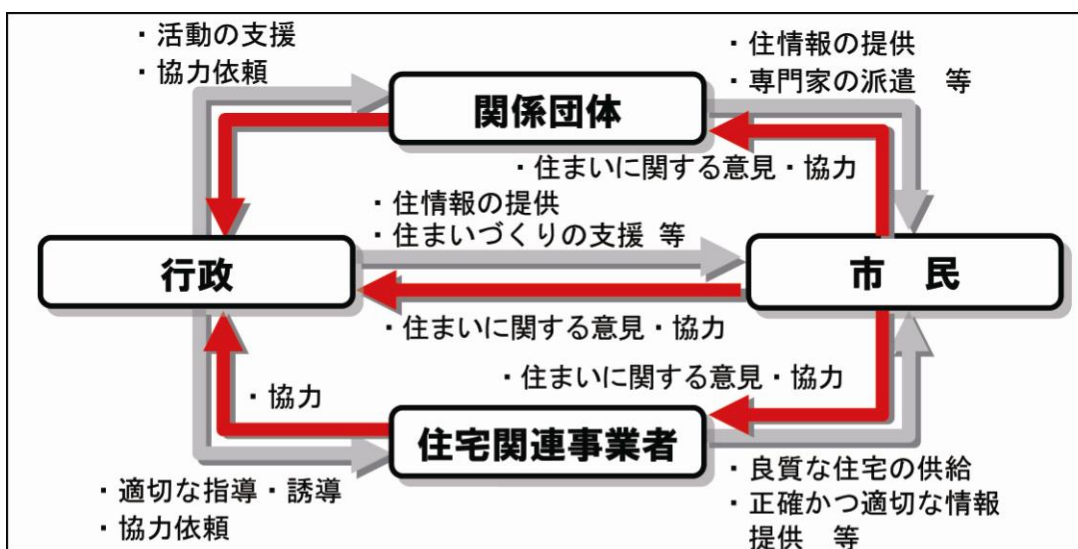 ・活動の支援
・協力依頼
・住情報の提供
・専門家の派遣　等
関係団体
・住まいに関する意見・協力
・住情報の提供
・住まいづくりの支援 等
行政
市　民
・住まいに関する意見・協力
・住まいに関する意見・協力
・協力
住宅関連事業者
・適切な指導・誘導
・協力依頼
・良質な住宅の供給
・正確かつ適切な情報
提供　等